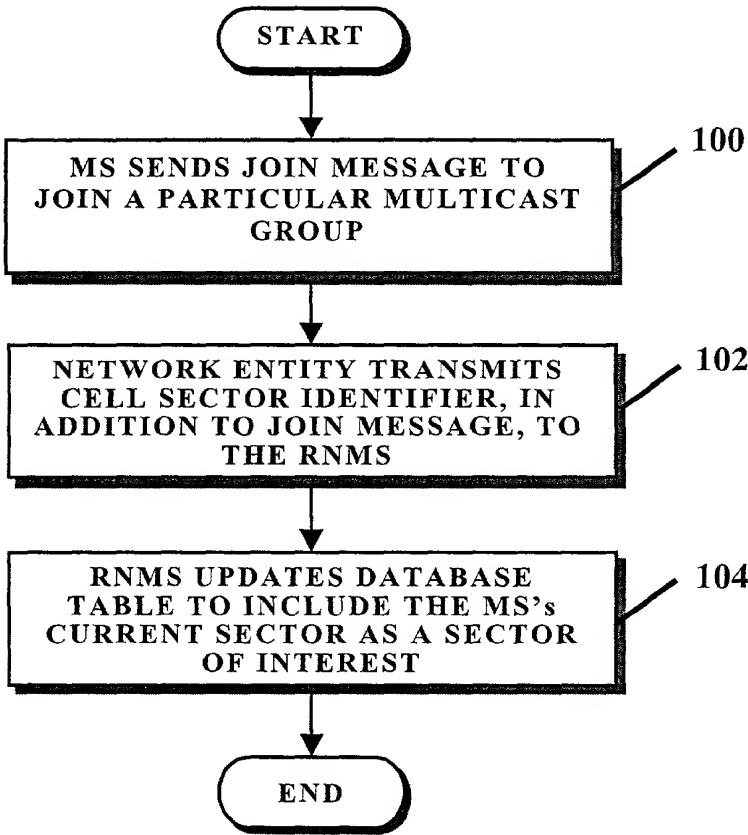 START
MS SENDS JOIN MESSAGE TO
JOIN A PARTICULAR MULTICAST
GROUP
100
NETWORK ENTITY TRANSMITS
CELL SECTOR IDENTIFIER, IN
ADDITION TO JOIN MESSAGE, TO
THE RNMS
102
RNMS UPDATES DATABASE
TABLE TO INCLUDE THE MS's
CURRENT SECTOR AS A SECTOR
OF INTEREST
104
END